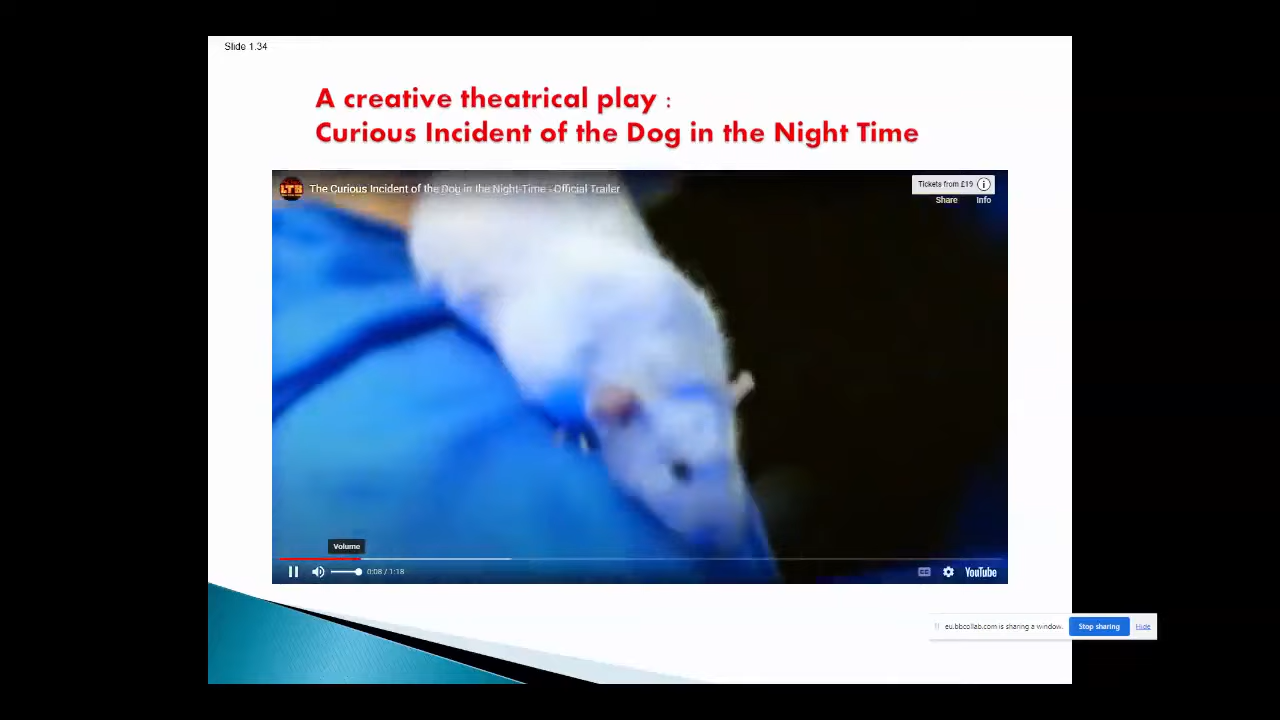 Slide 1.34
A creative theatrical play :
Curious Incident of the Dog in the Night Time
LTB
The Curious Incident of the Dog in the Night-Time - Official Trailer
Tickets from £19
Share Info
Volume
0:08 / 1:18
CC
YouTube
eu.bbcollab.com is sharing a window.
Stop sharing
Hide